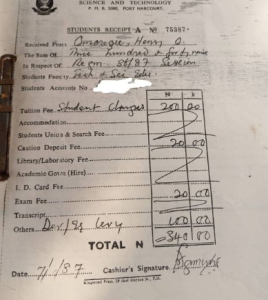 SCIENCE AND TECHNOLOGY
P. M. B. 5080, PORT HARCOURT.
STUDENTS RECEIPT A No 75587
Received From Henry O.
The Sum Of Three hundred & forty naira
In Respect Of Regn. 86/87 Session
Students Faculty Tech & Sci Edu.
Students Accounts No.
N k
Tuition Fee Student Charges 200 00
Accommodation
Students Union & Search Fee
Caution Deposit Fee 20 00
Library/Laboratory Fee
Academic Gown (Hire)
I. D. Card Fee
Exam Fee 20 00
Transcript
Others Dev/ levy 100 00
TOTAL N 340 00
Date 7/1/87 Cashier's Signature